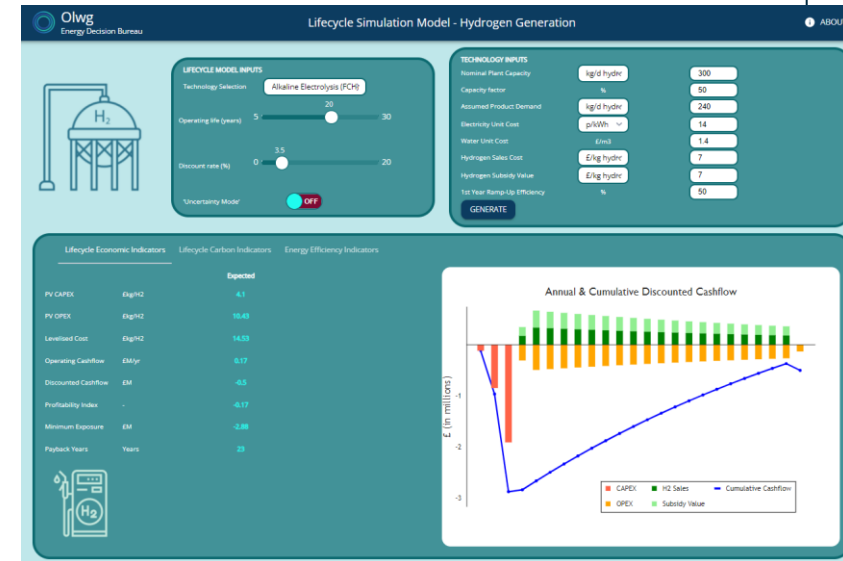 Olwg
Energy Decision Bureau
Lifecycle Simulation Model - Hydrogen Generation
ABOU
H2
LIFECYCLE MODEL INPUTS
Technology Selection Alkaline Electrolysis (FCH)
20
Operating life (years) 5 30
3.5
Discount rate (%) 0 20
'Uncertainty Mode' OFF
TECHNOLOGY INPUTS
Nominal Plant Capacity kg/d hydr 300
Capacity factor % 50
Assumed Product Demand kg/d hydr 240
Electricity Unit Cost p/kWh 14
Water Unit Cost £/m3 1.4
Hydrogen Sales Cost £/kg hydr 7
Hydrogen Subsidy Value £/kg hydr 7
1st Year Ramp-Up Efficiency % 50
GENERATE
Lifecycle Economic Indicators Lifecycle Carbon Indicators Energy Efficiency Indicators
Expected
PV CAPEX £kg/H2 4.1
PV OPEX £kg/H2 10.43
Levelised Cost £kg/H2 14.53
Operating Cashflow £M/yr 0.17
Discounted Cashflow £M -0.5
Profitability Index - -0.17
Minimum Exposure £M -2.88
Payback Years Years 23
H2
Annual & Cumulative Discounted Cashflow
£ (in millions)
0
-1
-2
-3
CAPEX H2 Sales Cumulative Cashflow
OPEX Subsidy Value